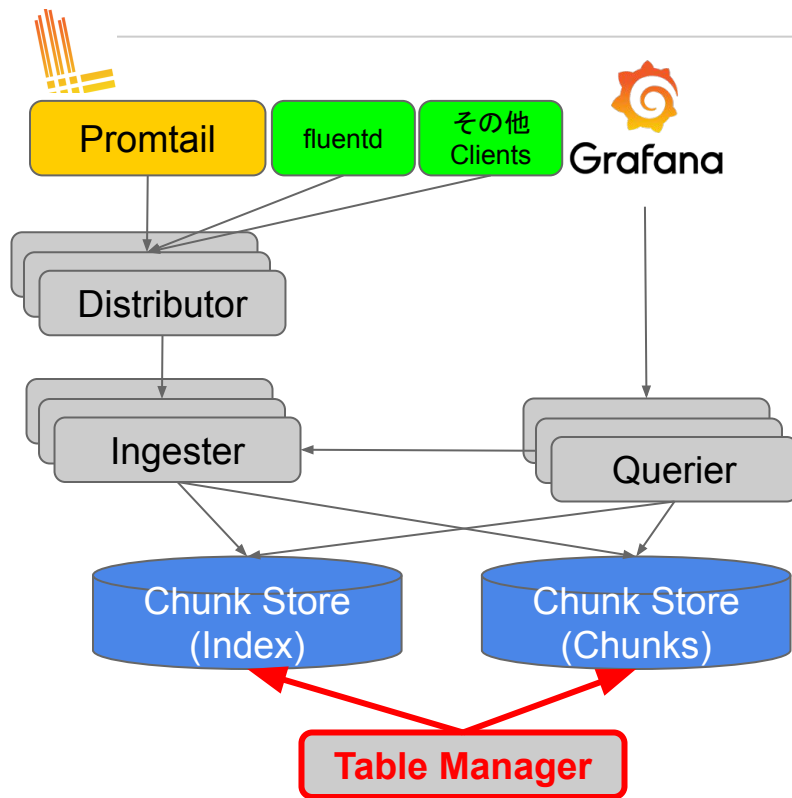 Promtail
fluentd
その他
Clients
Grafana
Distributor
Ingester
Querier
Chunk Store
(Index)
Chunk Store
(Chunks)
Table Manager